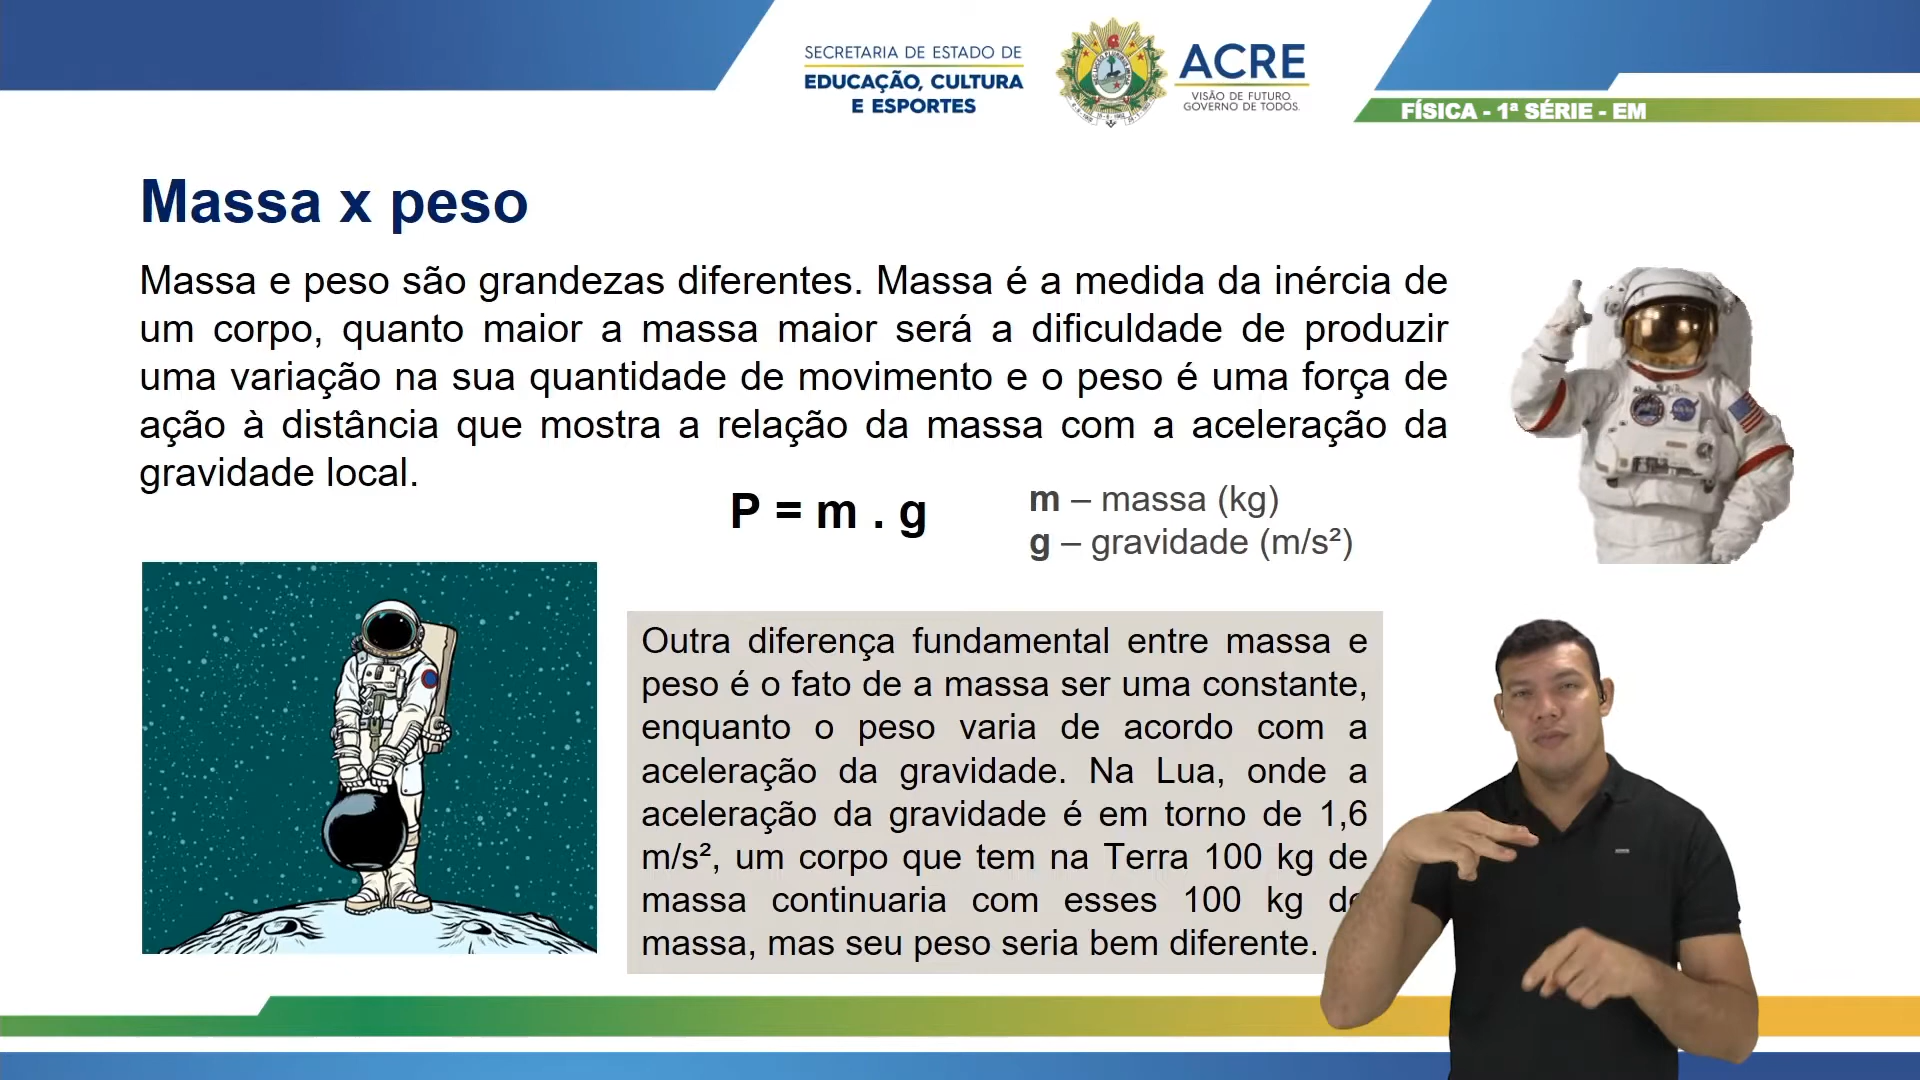 SECRETARIA DE ESTADO DE
EDUCAÇÃO, CULTURA
E ESPORTES
ACRE
VISÃO DE FUTURO.
GOVERNO DE TODOS.
FÍSICA - 1ª SÉRIE - EM
Massa x peso
Massa e peso são grandezas diferentes. Massa é a medida da inércia de
um corpo, quanto maior a massa maior será a dificuldade de produzir
uma variação na sua quantidade de movimento e o peso é uma força de
ação à distância que mostra a relação da massa com a aceleração da
gravidade local.
P = m . g
m – massa (kg)
g – gravidade (m/s²)
Outra diferença fundamental entre massa e
peso é o fato de a massa ser uma constante,
enquanto o peso varia de acordo com a
aceleração da gravidade. Na Lua, onde a
aceleração da gravidade é em torno de 1,6
m/s², um corpo que tem na Terra 100 kg de
massa continuaria com esses 100 kg de
massa, mas seu peso seria bem diferente.